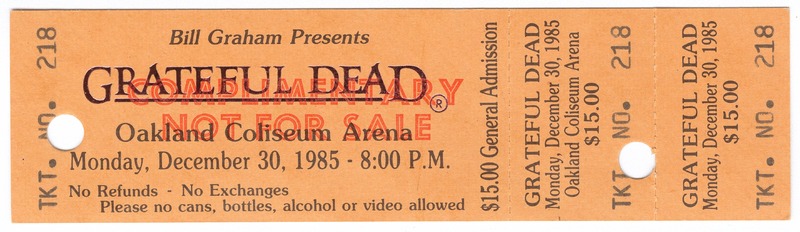 TKT. NO. 218
Bill Graham Presents
GRATEFUL DEAD®
COMPLIMENTARY
NOT FOR SALE
Oakland Coliseum Arena
Monday, December 30, 1985 - 8:00 P.M.
No Refunds - No Exchanges
Please no cans, bottles, alcohol or video allowed
$15.00 General Admission
GRATEFUL DEAD
Monday, December 30, 1985
Oakland Coliseum Arena
$15.00
TKT NO. 218
GRATEFUL DEAD
Monday, December 30, 1985
$15.00
TKT. NO. 218